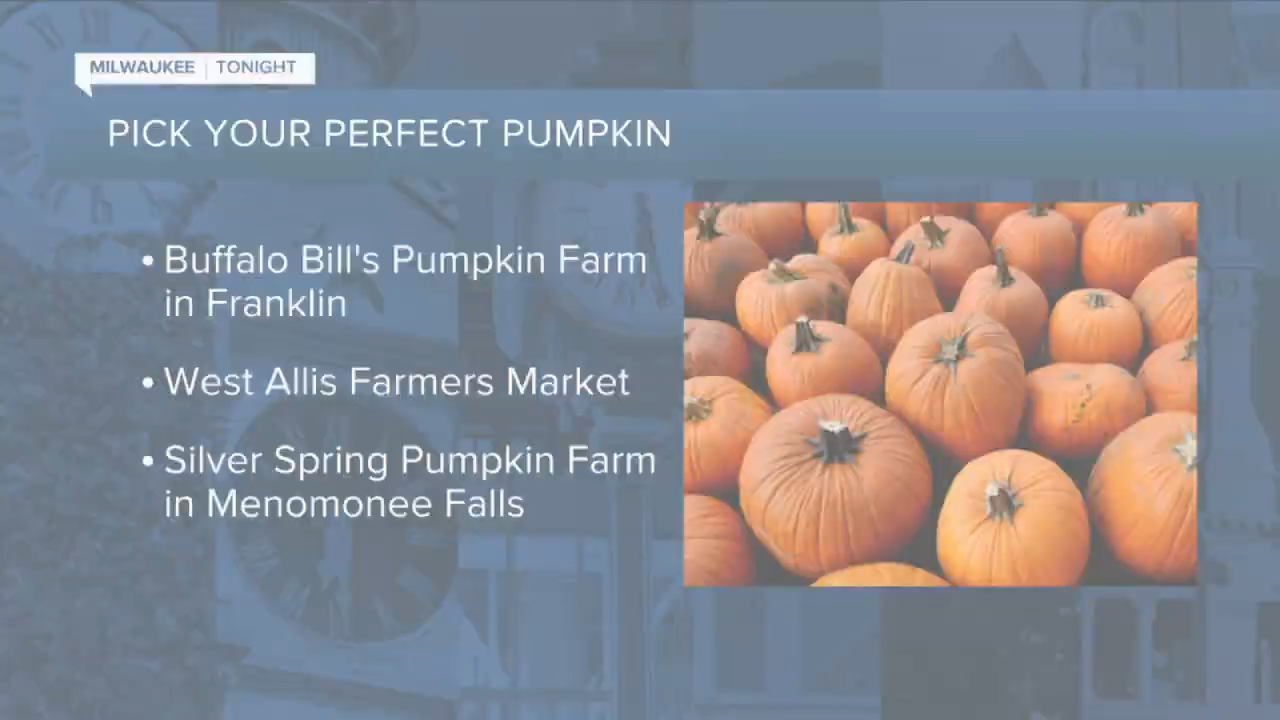 MILWAUKEE | TONIGHT
PICK YOUR PERFECT PUMPKIN
• Buffalo Bill's Pumpkin Farm
in Franklin
• West Allis Farmers Market
• Silver Spring Pumpkin Farm
in Menomonee Falls